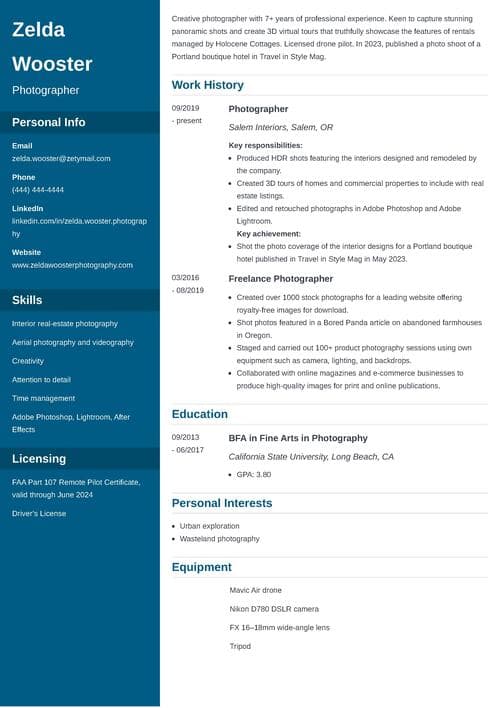 Zelda
Wooster
Photographer
Personal Info
Email
zelda.wooster@zetymail.com
Phone
(444) 444-4444
LinkedIn
linkedin.com/in/zelda.wooster.photograp
hy
Website
www.zeldawoosterphotography.com
Skills
Interior real-estate photography
Aerial photography and videography
Creativity
Attention to detail
Time management
Adobe Photoshop, Lightroom, After
Effects
Licensing
FAA Part 107 Remote Pilot Certificate,
valid through June 2024
Driver's License
Creative photographer with 7+ years of professional experience. Keen to capture stunning
panoramic shots and create 3D virtual tours that truthfully showcase the features of rentals
managed by Holocene Cottages. Licensed drone pilot. In 2023, published a photo shoot of a
Portland boutique hotel in Travel in Style Mag.
Work History
09/2019
- present
Photographer
Salem Interiors, Salem, OR
Key responsibilities:
• Produced HDR shots featuring the interiors designed and remodeled by
the company.
• Created 3D tours of homes and commercial properties to include with real
estate listings.
• Edited and retouched photographs in Adobe Photoshop and Adobe
Lightroom.
Key achievement:
• Shot the photo coverage of the interior designs for a Portland boutique
hotel published in Travel in Style Mag in May 2023.
03/2016
- 08/2019
Freelance Photographer
• Created over 1000 stock photographs for a leading website offering
royalty-free images for download.
• Shot photos featured in a Bored Panda article on abandoned farmhouses
in Oregon.
• Staged and carried out 100+ product photography sessions using own
equipment such as camera, lighting, and backdrops.
• Collaborated with online magazines and e-commerce businesses to
produce high-quality images for print and online publications.
Education
09/2013
- 06/2017
BFA in Fine Arts in Photography
California State University, Long Beach, CA
• GPA: 3.80
Personal Interests
• Urban exploration
• Wasteland photography
Equipment
Mavic Air drone
Nikon D780 DSLR camera
FX 16–18mm wide-angle lens
Tripod